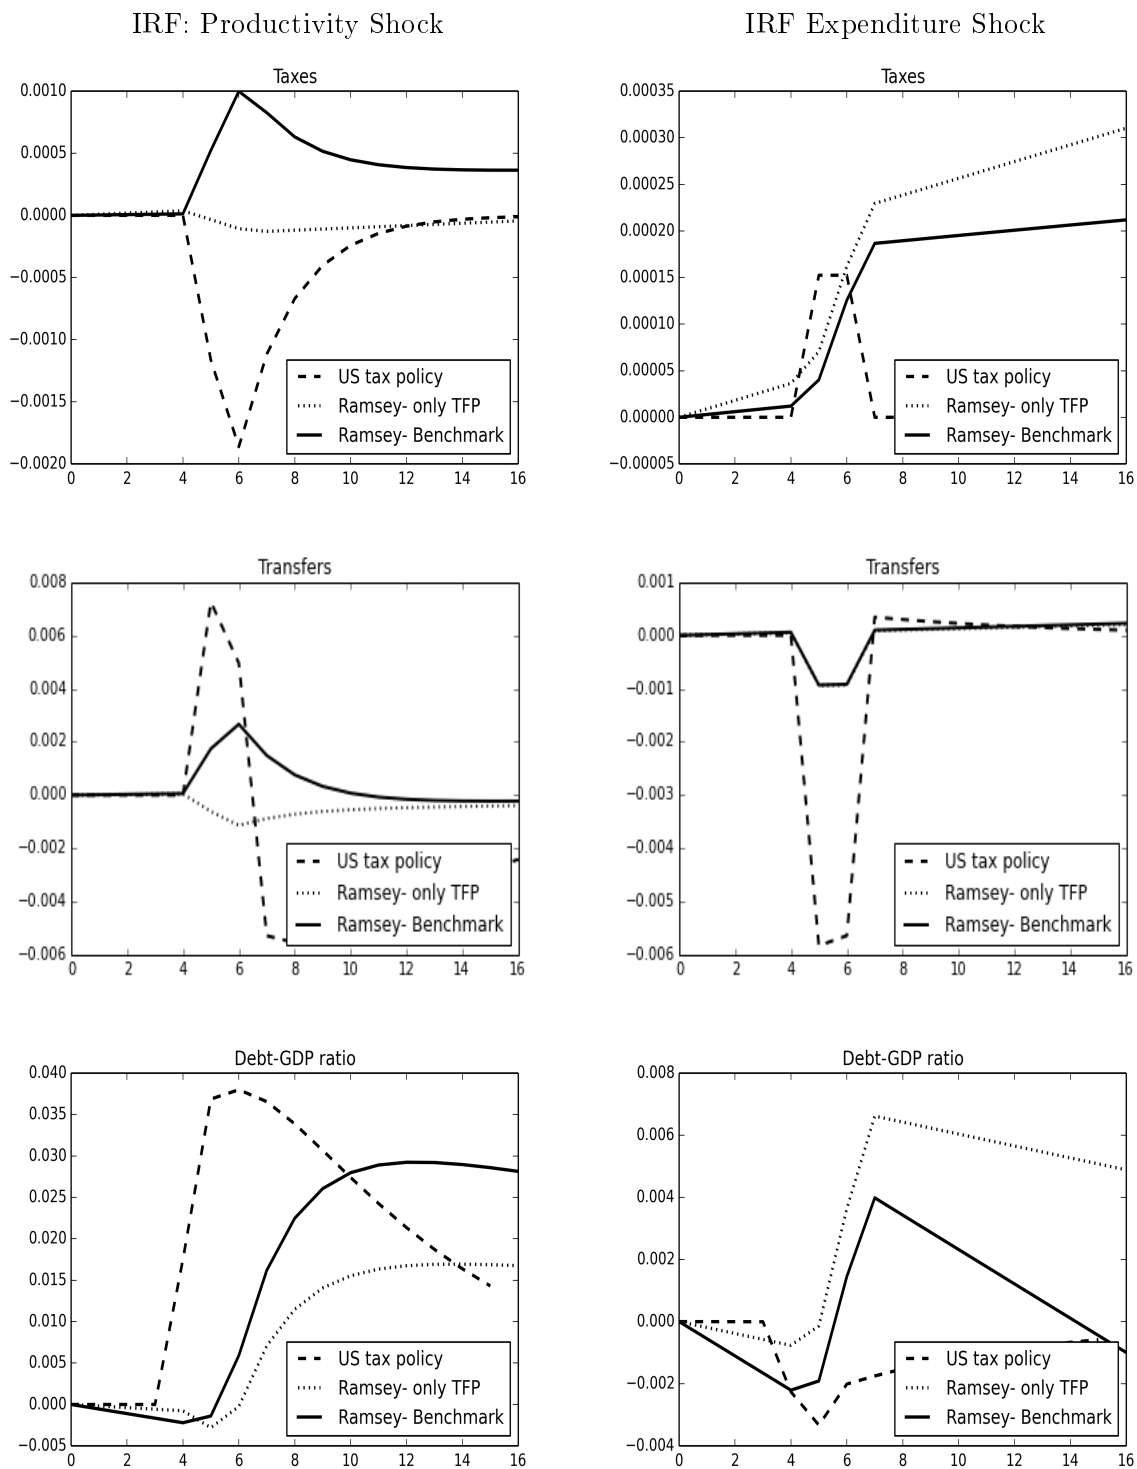 IRF: Productivity Shock
IRF Expenditure Shock
Taxes
0.0010
0.0005
0.0000
−0.0005
−0.0010
−0.0015
−0.0020
0 2 4 6 8 10 12 14 16
US tax policy
Ramsey- only TFP
Ramsey- Benchmark
Taxes
0.00035
0.00030
0.00025
0.00020
0.00015
0.00010
0.00005
0.00000
−0.00005
0 2 4 6 8 10 12 14 16
US tax policy
Ramsey- only TFP
Ramsey- Benchmark
Transfers
0.008
0.006
0.004
0.002
0.000
−0.002
−0.004
−0.006
0 2 4 6 8 10 12 14 16
US tax policy
Ramsey- only TFP
Ramsey- Benchmark
Transfers
0.001
0.000
−0.001
−0.002
−0.003
−0.004
−0.005
−0.006
0 2 4 6 8 10 12 14 16
US tax policy
Ramsey- only TFP
Ramsey- Benchmark
Debt-GDP ratio
0.040
0.035
0.030
0.025
0.020
0.015
0.010
0.005
0.000
−0.005
0 2 4 6 8 10 12 14 16
US tax policy
Ramsey- only TFP
Ramsey- Benchmark
Debt-GDP ratio
0.008
0.006
0.004
0.002
0.000
−0.002
−0.004
0 2 4 6 8 10 12 14 16
US tax policy
Ramsey- only TFP
Ramsey- Benchmark